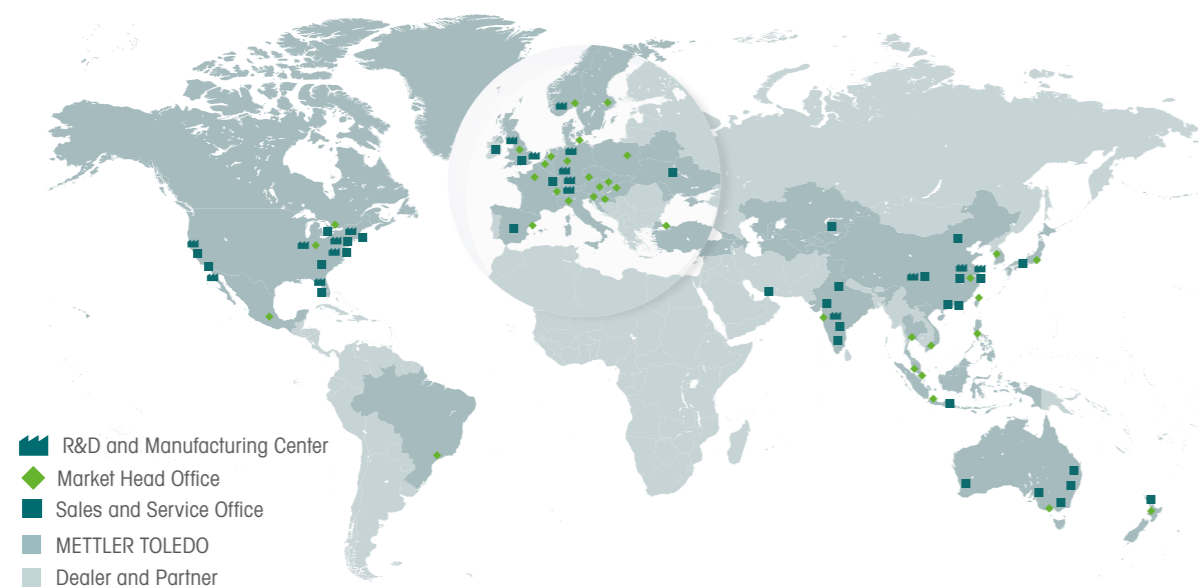 R&D and Manufacturing Center
Market Head Office
Sales and Service Office
METTLER TOLEDO
Dealer and Partner